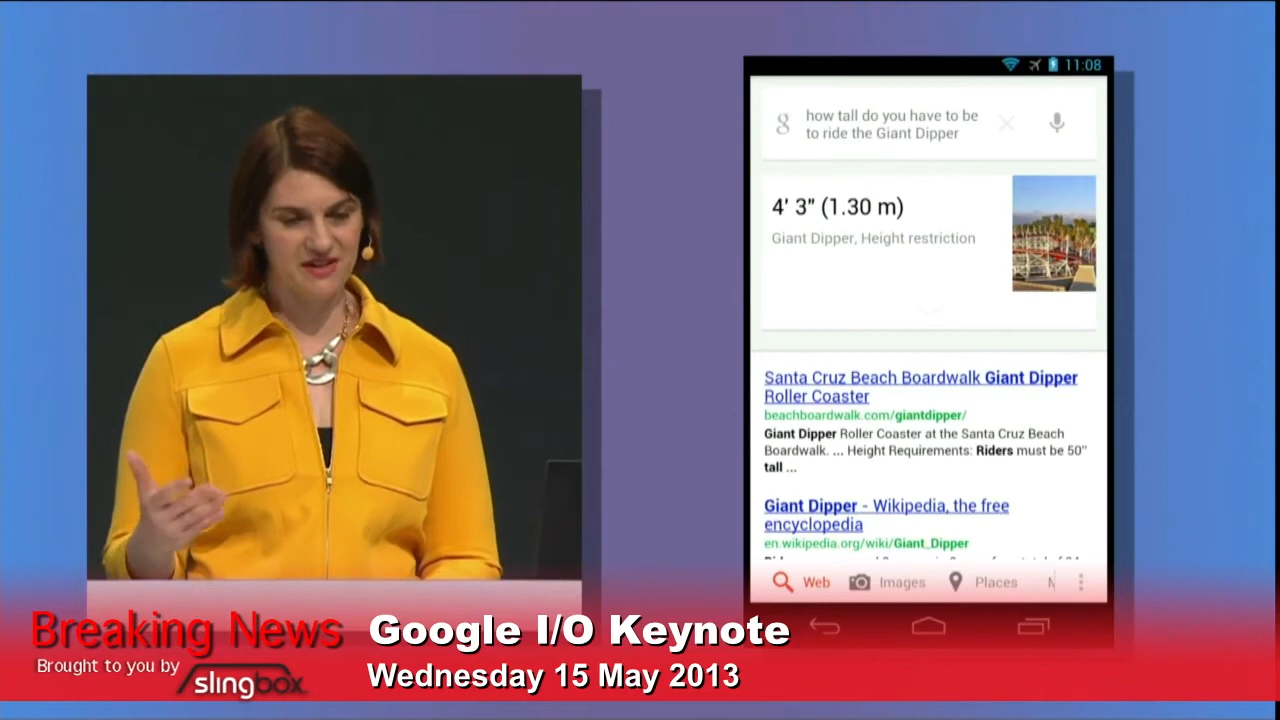 11:08
g how tall do you have to be
to ride the Giant Dipper
4' 3" (1.30 m)
Giant Dipper, Height restriction
Santa Cruz Beach Boardwalk Giant Dipper
Roller Coaster
beachboardwalk.com/giantdipper/
Giant Dipper Roller Coaster at the Santa Cruz Beach
Boardwalk. ... Height Requirements: Riders must be 50"
tall ...
Giant Dipper - Wikipedia, the free
encyclopedia
en.wikipedia.org/wiki/Giant_Dipper
Web Images Places
Breaking News
Brought to you by
slingbox
Google I/O Keynote
Wednesday 15 May 2013